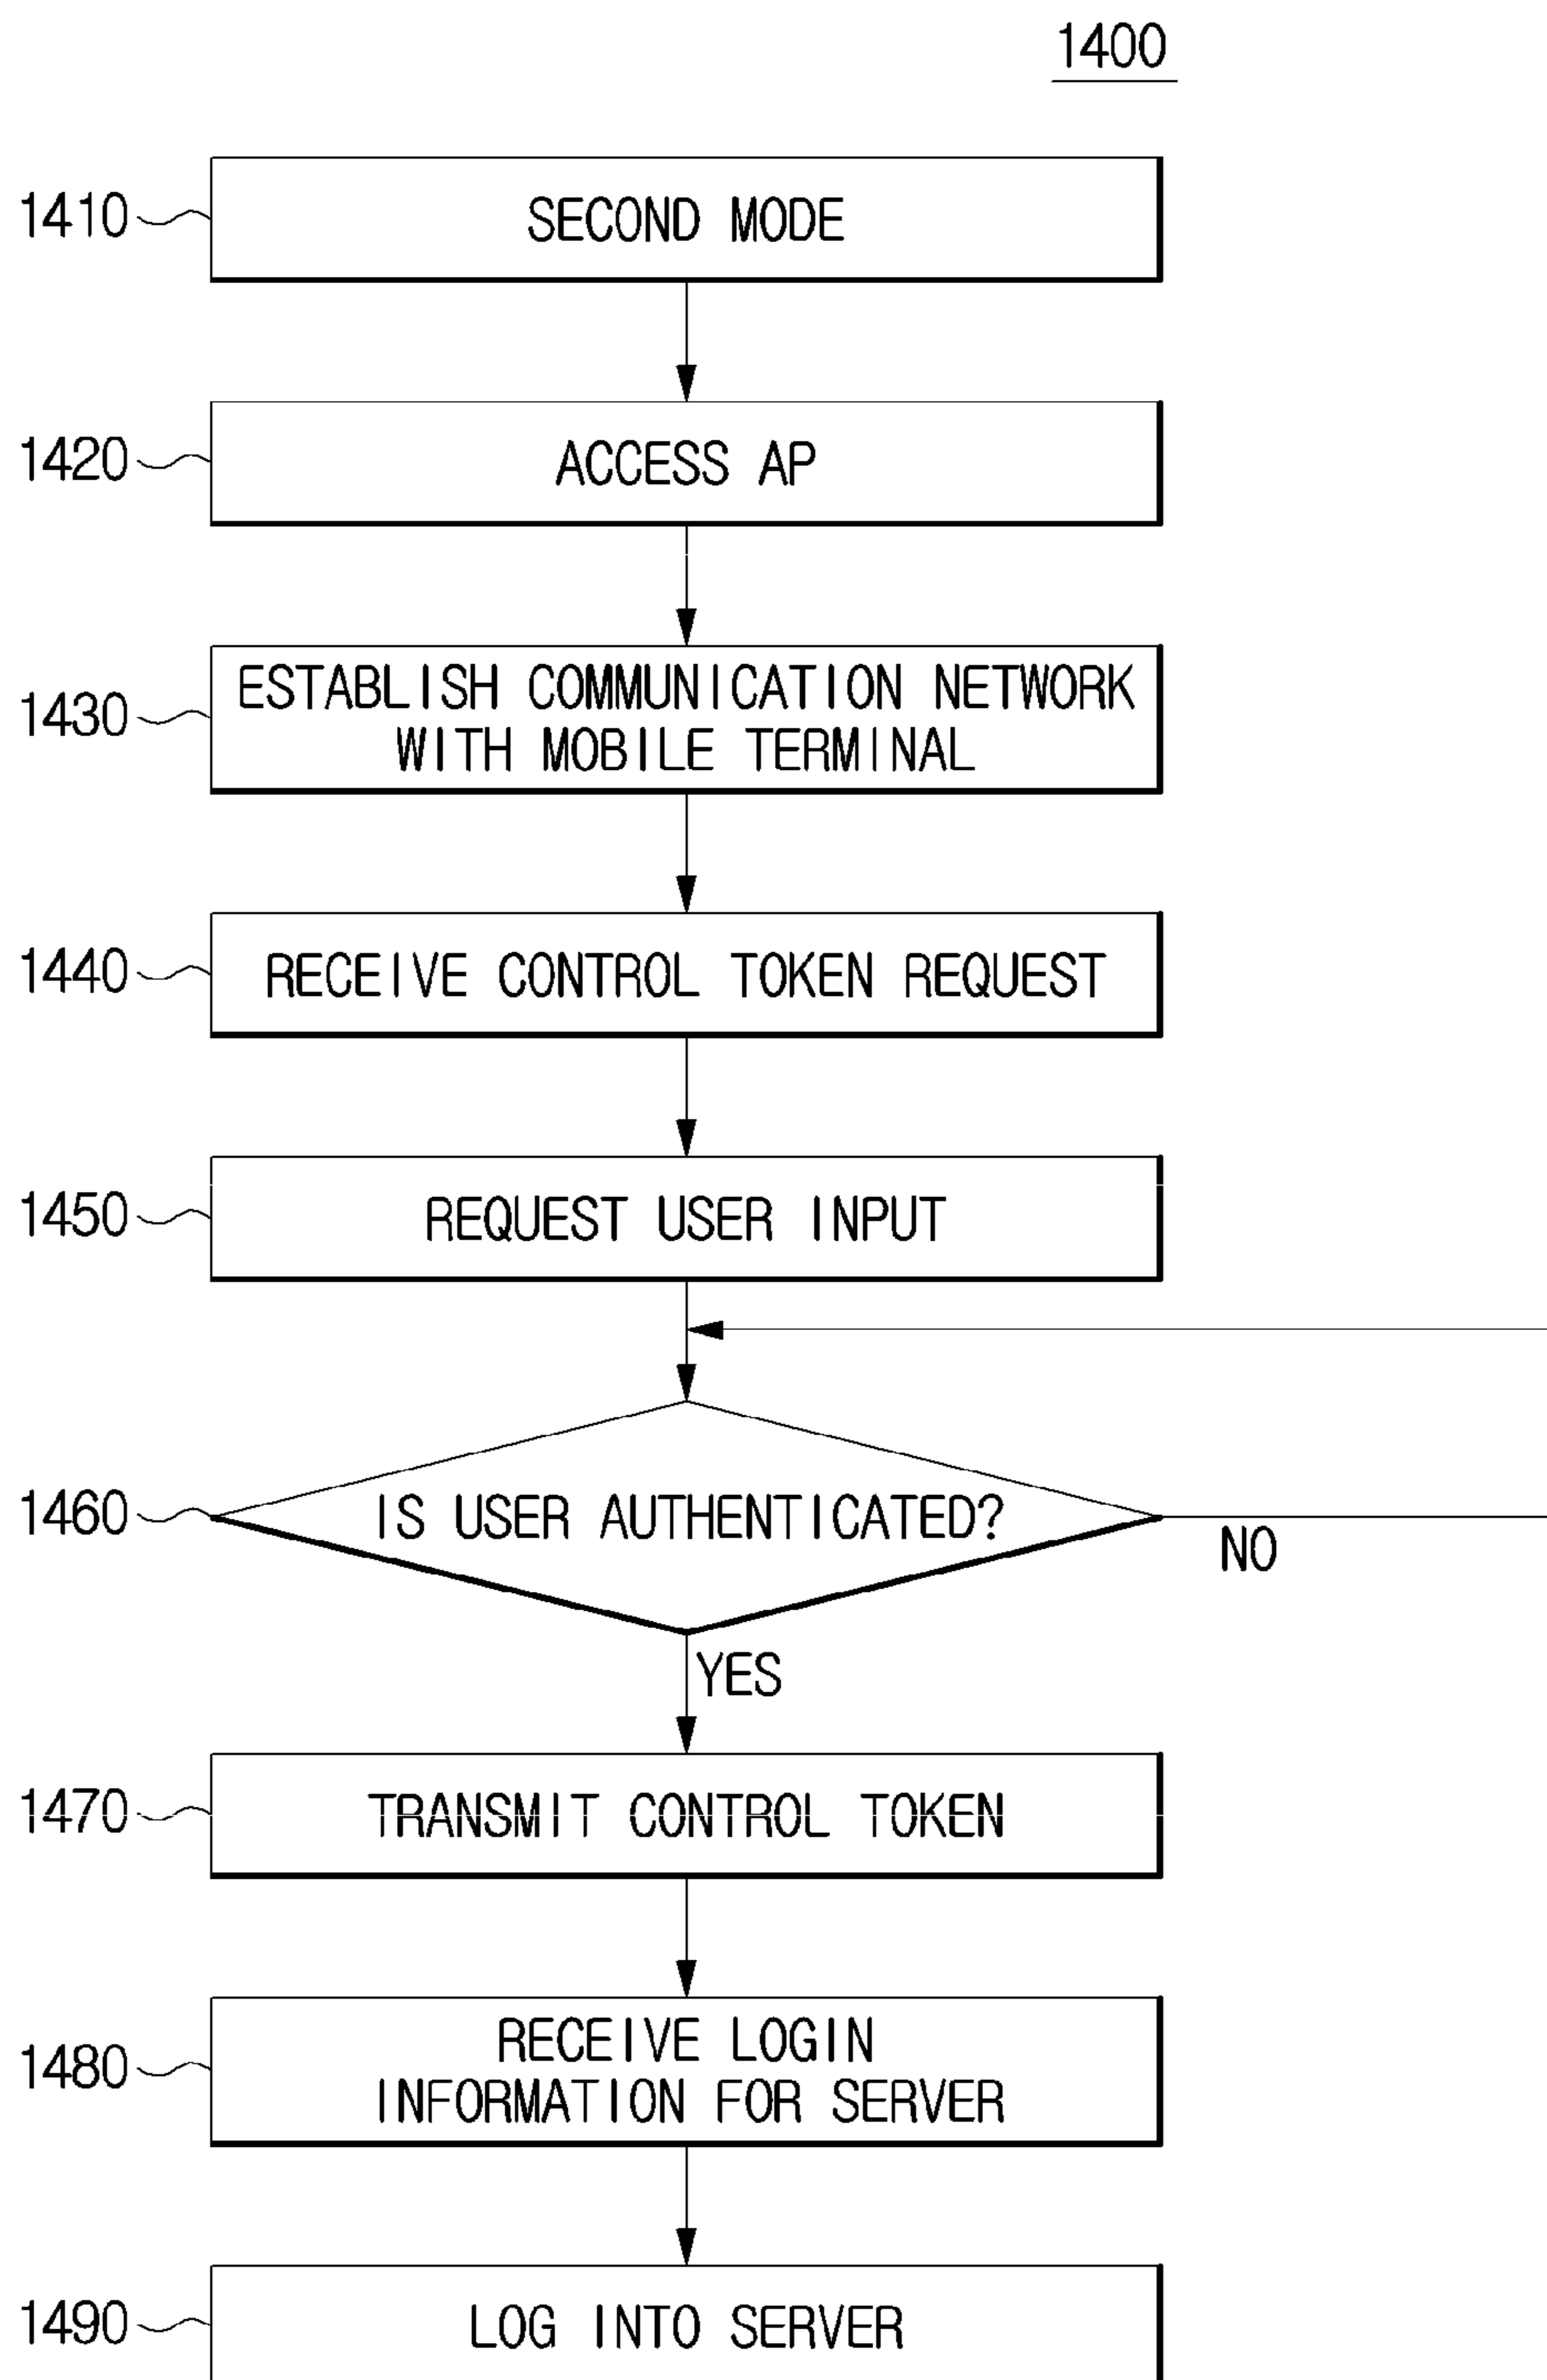 1400
1410
SECOND MODE
1420
ACCESS AP
1430
ESTABLISH COMMUNICATION NETWORK
WITH MOBILE TERMINAL
1440
RECEIVE CONTROL TOKEN REQUEST
1450
REQUEST USER INPUT
1460
IS USER AUTHENTICATED?
NO
YES
1470
TRANSMIT CONTROL TOKEN
1480
RECEIVE LOGIN
INFORMATION FOR SERVER
1490
LOG INTO SERVER